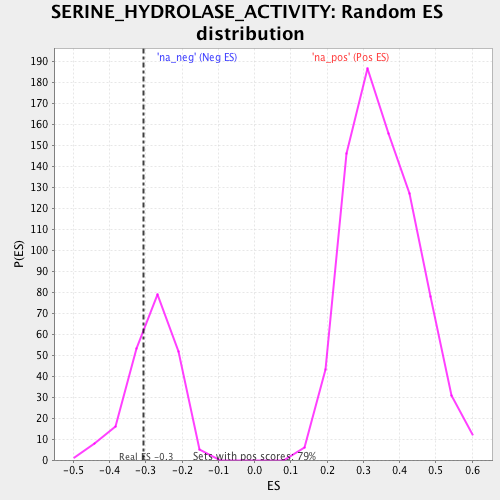 SERINE_HYDROLASE_ACTIVITY: Random ES
distribution
'na_neg' (Neg ES)
'na_pos' (Pos ES)
190
180
170
160
150
140
130
120
110
100
90
80
70
60
50
40
30
20
10
0
P(ES)
Real ES -0.3
Sets with pos scores: 79%
-0.5 -0.4 -0.3 -0.2 -0.1 0.0 0.1 0.2 0.3 0.4 0.5 0.6
ES